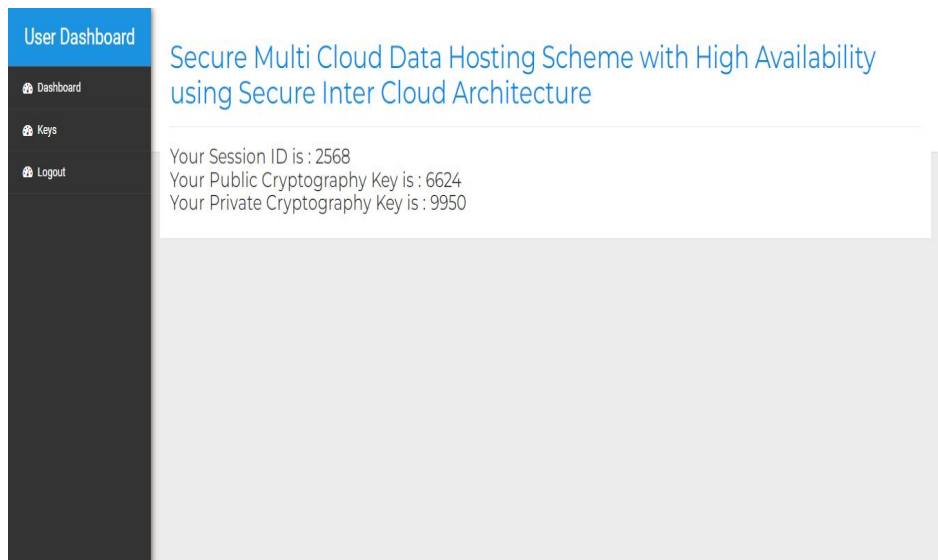 User Dashboard
Dashboard
Keys
Logout
Secure Multi Cloud Data Hosting Scheme with High Availability
using Secure Inter Cloud Architecture
Your Session ID is : 2568
Your Public Cryptography Key is : 6624
Your Private Cryptography Key is : 9950